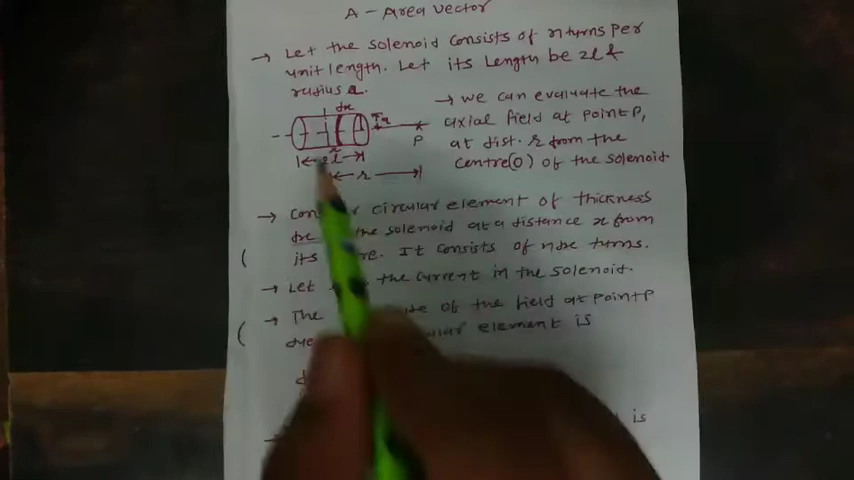 A - Area vector
→ Let the solenoid consists of n turns per
unit length. Let its length be 2l &
radius a.
dx
P
x
r
→ we can evaluate the
axial field at point P,
at dist. r from the
centre(o) of the solenoid
→ circular element of thickness
dx the solenoid at a distance x from
its It consists of ndx turns.
→ Let the current in the solenoid.
→ The of the field at point P
element is
is